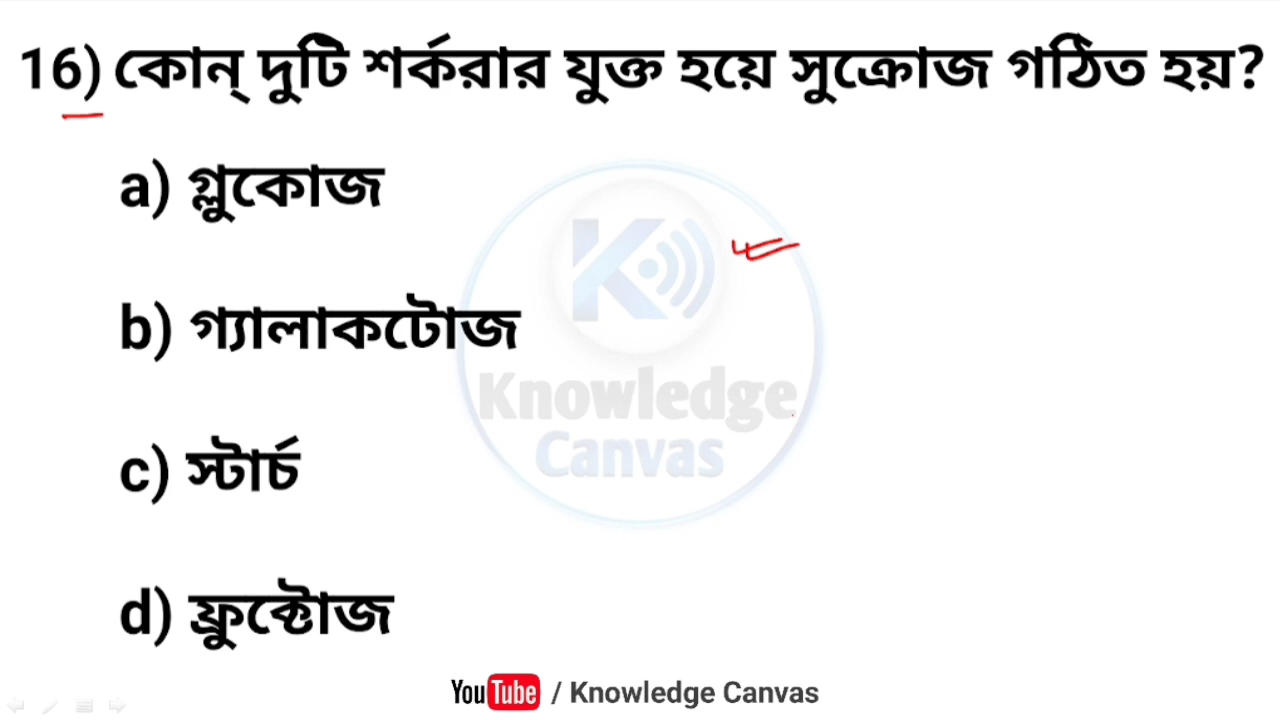 16) কোন্ দুটি শর্করার যুক্ত হয়ে সুক্রোজ গঠিত হয়?
a) গ্লুকোজ
b) গ্যালাকটোজ
c) স্টার্চ
d) ফ্রুক্টোজ
Knowledge
Canvas
YouTube / Knowledge Canvas